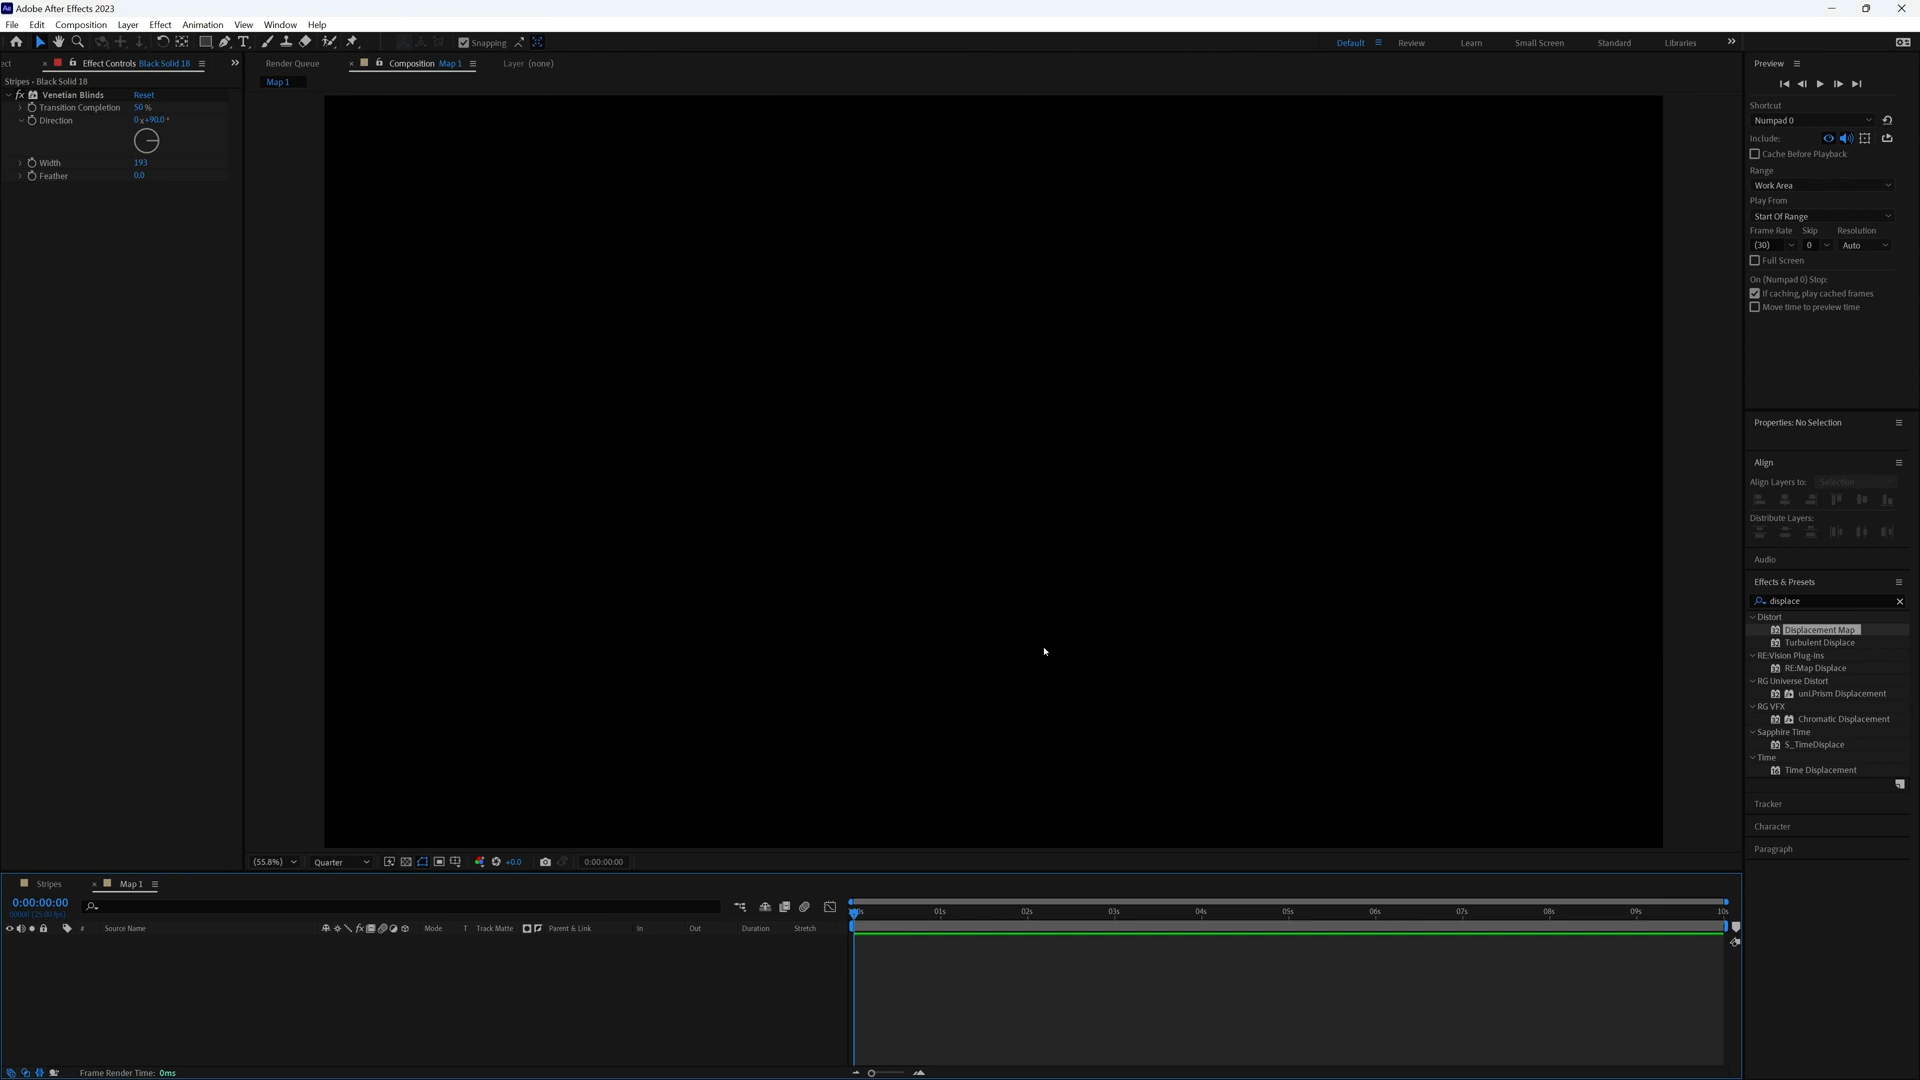 Adobe After Effects 2023
File Edit Composition Layer Effect Animation View Window Help
Snapping
Default Review Learn Small Screen Standard Libraries
ect Effect Controls Black Solid 18
Stripes • Black Solid 18
fx Venetian Blinds Reset
Transition Completion 50 %
Direction 0 x+90.0 °
Width 193
Feather 0.0
Render Queue Composition Map 1 Layer (none)
Map 1
(55.8%) Quarter +0.0 0:00:00:00
Preview
Shortcut
Numpad 0
Include:
Cache Before Playback
Range
Work Area
Play From
Start Of Range
Frame Rate Skip Resolution
(30) 0 Auto
Full Screen
On (Numpad 0) Stop:
If caching, play cached frames
Move time to preview time
Properties: No Selection
Align
Align Layers to: Selection
Distribute Layers:
Audio
Effects & Presets
displace
Distort
Displacement Map
Turbulent Displace
RE:Vision Plug-ins
RE:Map Displace
RG Universe Distort
uni.Prism Displacement
RG VFX
Chromatic Displacement
Sapphire Time
S_TimeDisplace
Time
Time Displacement
Tracker
Character
Paragraph
Stripes Map 1
0:00:00:00
00000 (25.00 fps)
01s 02s 03s 04s 05s 06s 07s 08s 09s 10s
# Source Name fx Mode T Track Matte Parent & Link In Out Duration Stretch
Frame Render Time: 0ms